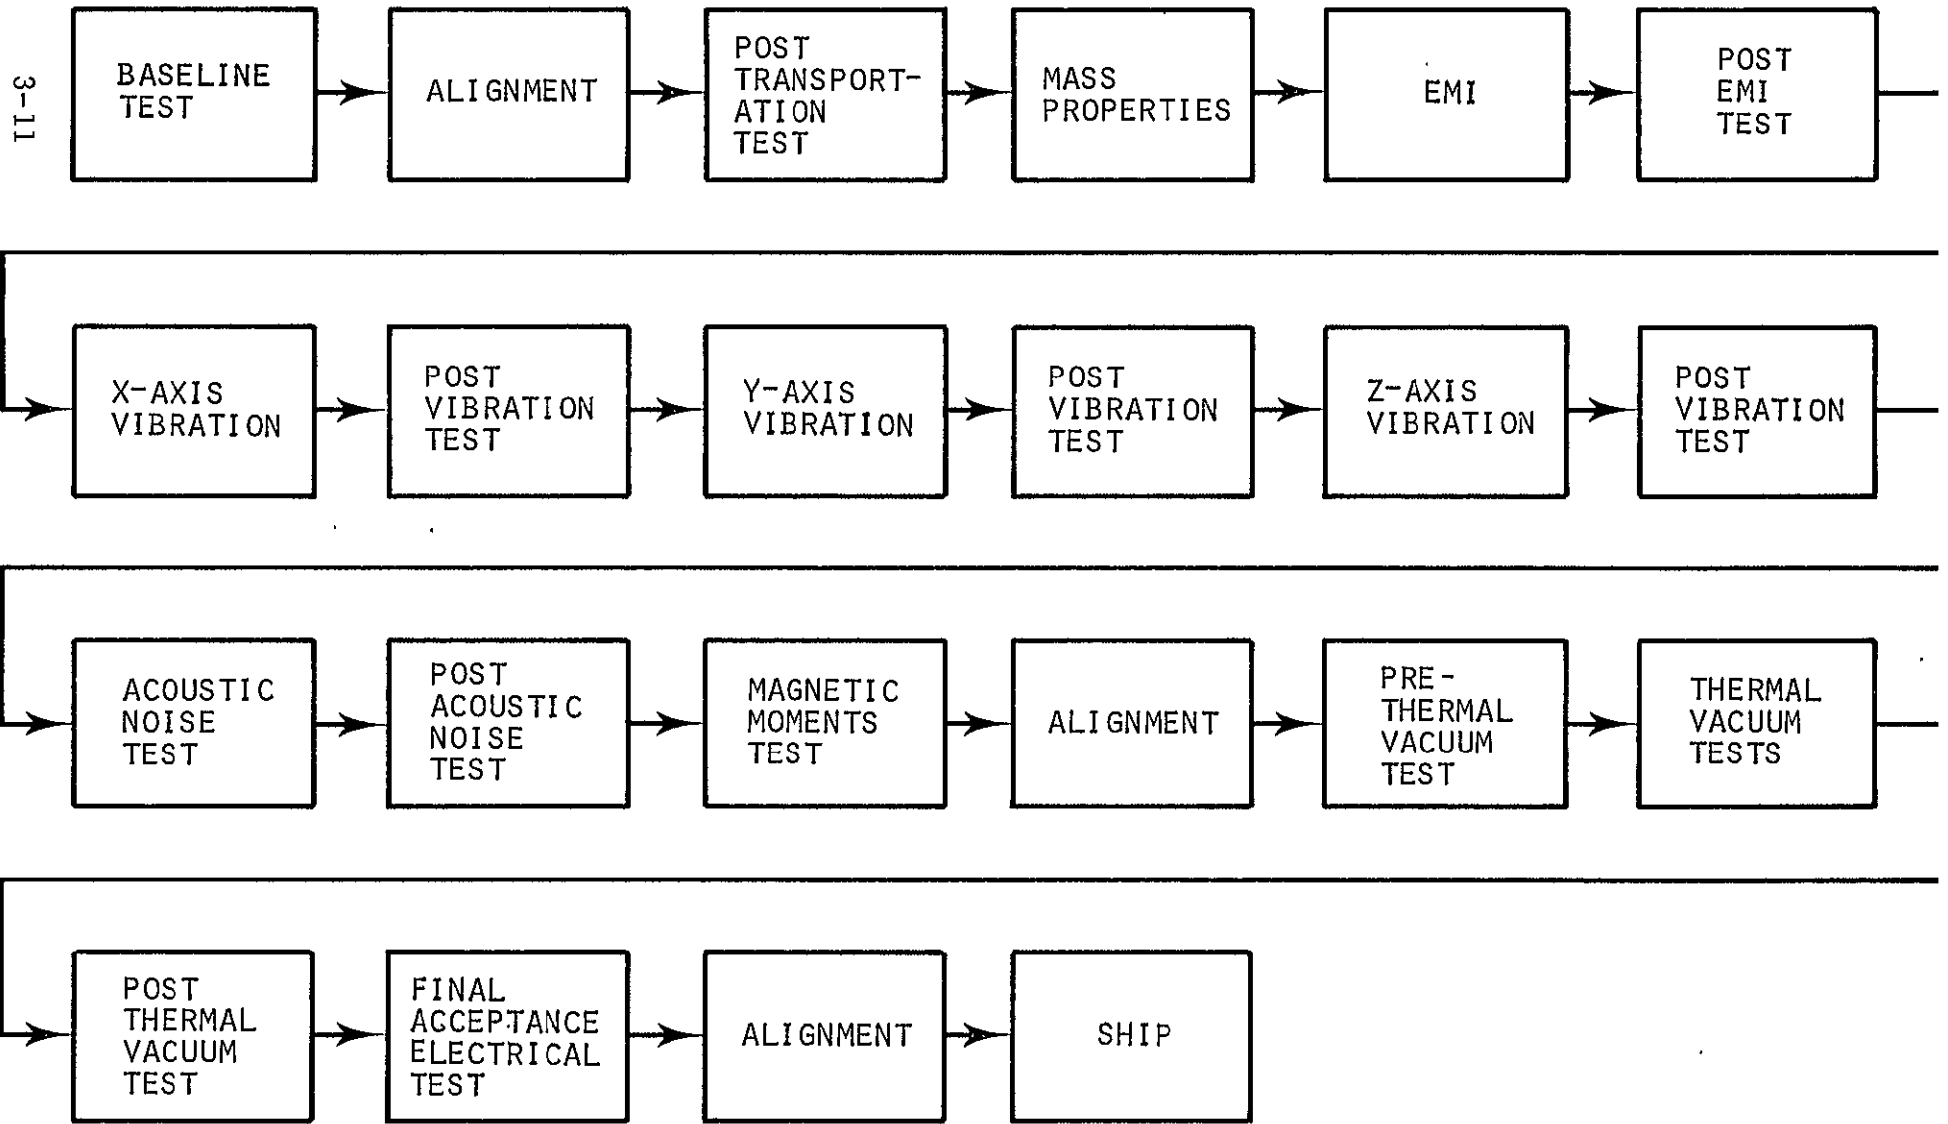 3-11
BASELINE
TEST
ALIGNMENT
POST
TRANSPORT-
ATION
TEST
MASS
PROPERTIES
EMI
POST
EMI
TEST
X-AXIS
VIBRATION
POST
VIBRATION
TEST
Y-AXIS
VIBRATION
POST
VIBRATION
TEST
Z-AXIS
VIBRATION
POST
VIBRATION
TEST
ACOUSTIC
NOISE
TEST
POST
ACOUSTIC
NOISE
TEST
MAGNETIC
MOMENTS
TEST
ALIGNMENT
PRE-
THERMAL
VACUUM
TEST
THERMAL
VACUUM
TESTS
POST
THERMAL
VACUUM
TEST
FINAL
ACCEPTANCE
ELECTRICAL
TEST
ALIGNMENT
SHIP